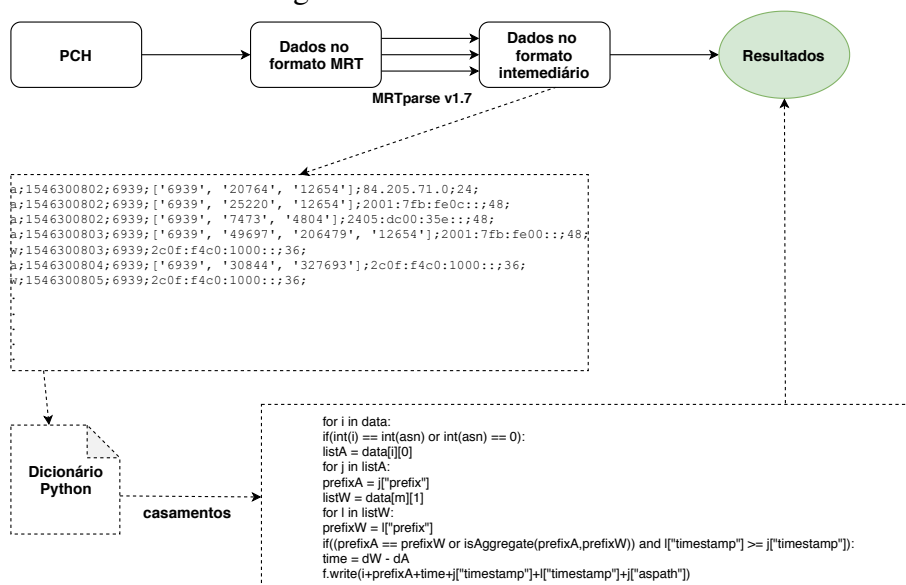 PCH
Dados no
formato MRT
Dados no
formato
intemediário
Resultados
MRTparse v1.7
a;1546300802;6939;['6939', '20764', '12654'];84.205.71.0;24;
a;1546300802;6939;['6939', '25220', '12654'];2001:7fb:fe0c::;48;
a;1546300802;6939;['6939', '7473', '4804'];2405:dc00:35e::;48;
a;1546300803;6939;['6939', '49697', '206479', '12654'];2001:7fb:fe00::;48;
w;1546300803;6939;2c0f:f4c0:1000::;36;
a;1546300804;6939;['6939', '30844', '327693'];2c0f:f4c0:1000::;36;
w;1546300805;6939;2c0f:f4c0:1000::;36;
.
.
.
.
.
Dicionário
Python
casamentos
for i in data:
if(int(i) == int(asn) or int(asn) == 0):
listA = data[i][0]
for j in listA:
prefixA = j["prefix"]
listW = data[m][1]
for l in listW:
prefixW = l["prefix"]
if((prefixA == prefixW or isAggregate(prefixA,prefixW)) and l["timestamp"] >= j["timestamp"]):
time = dW - dA
f.write(i+prefixA+time+j["timestamp"]+l["timestamp"]+j["aspath"])